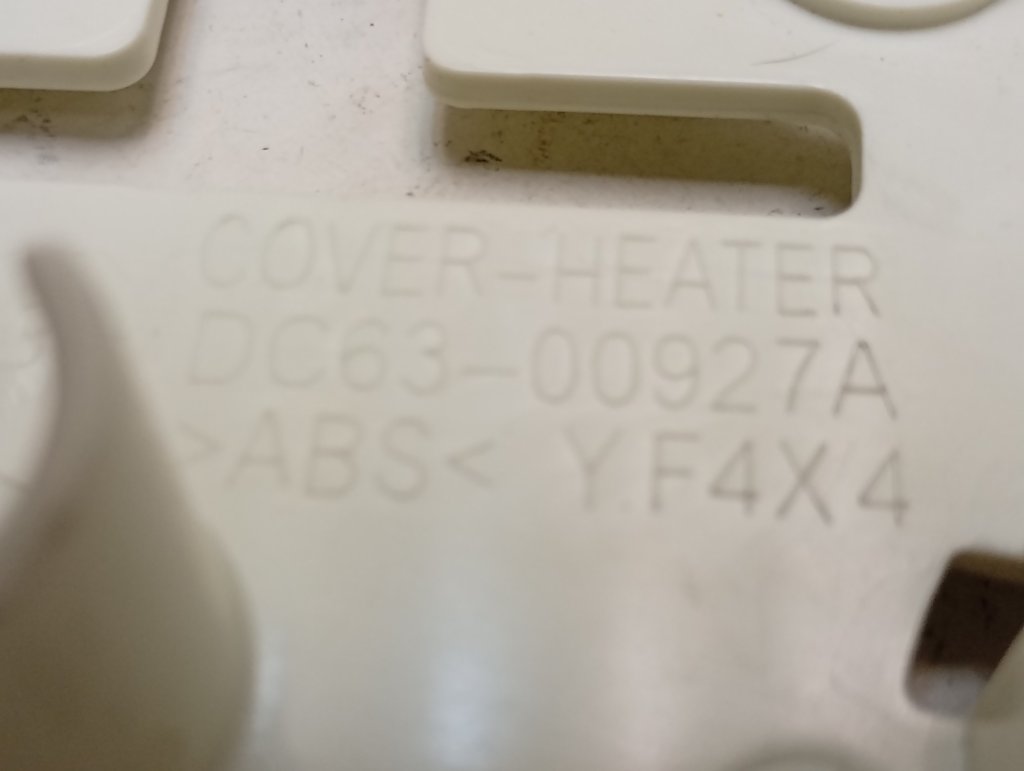 COVER-HEATER
DC63-00927A
>ABS< Y.F4X4